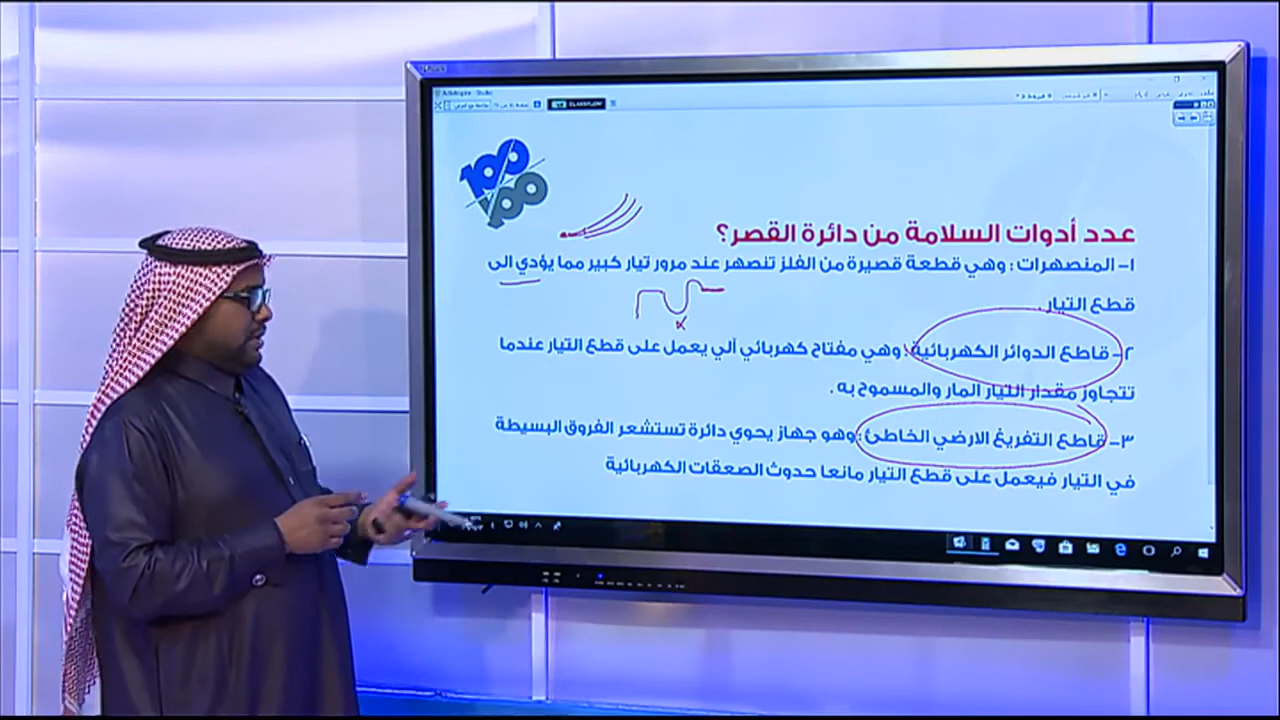 100
100
CLASSFLOW
عدد أدوات السلامة من دائرة القصر؟
١- المنصهرات : وهي قطعة قصيرة من الفلز تنصهر عند مرور تيار كبير مما يؤدي الى
قطع التيار .
٢- قاطع الدوائر الكهربائية : وهي مفتاح كهربائي آلي يعمل على قطع التيار عندما
تتجاوز مقدار التيار المار والمسموح به .
٣- قاطع التفريغ الارضي الخاطئ : وهو جهاز يحوي دائرة تستشعر الفروق البسيطة
في التيار فيعمل على قطع التيار مانعا حدوث الصعقات الكهربائية